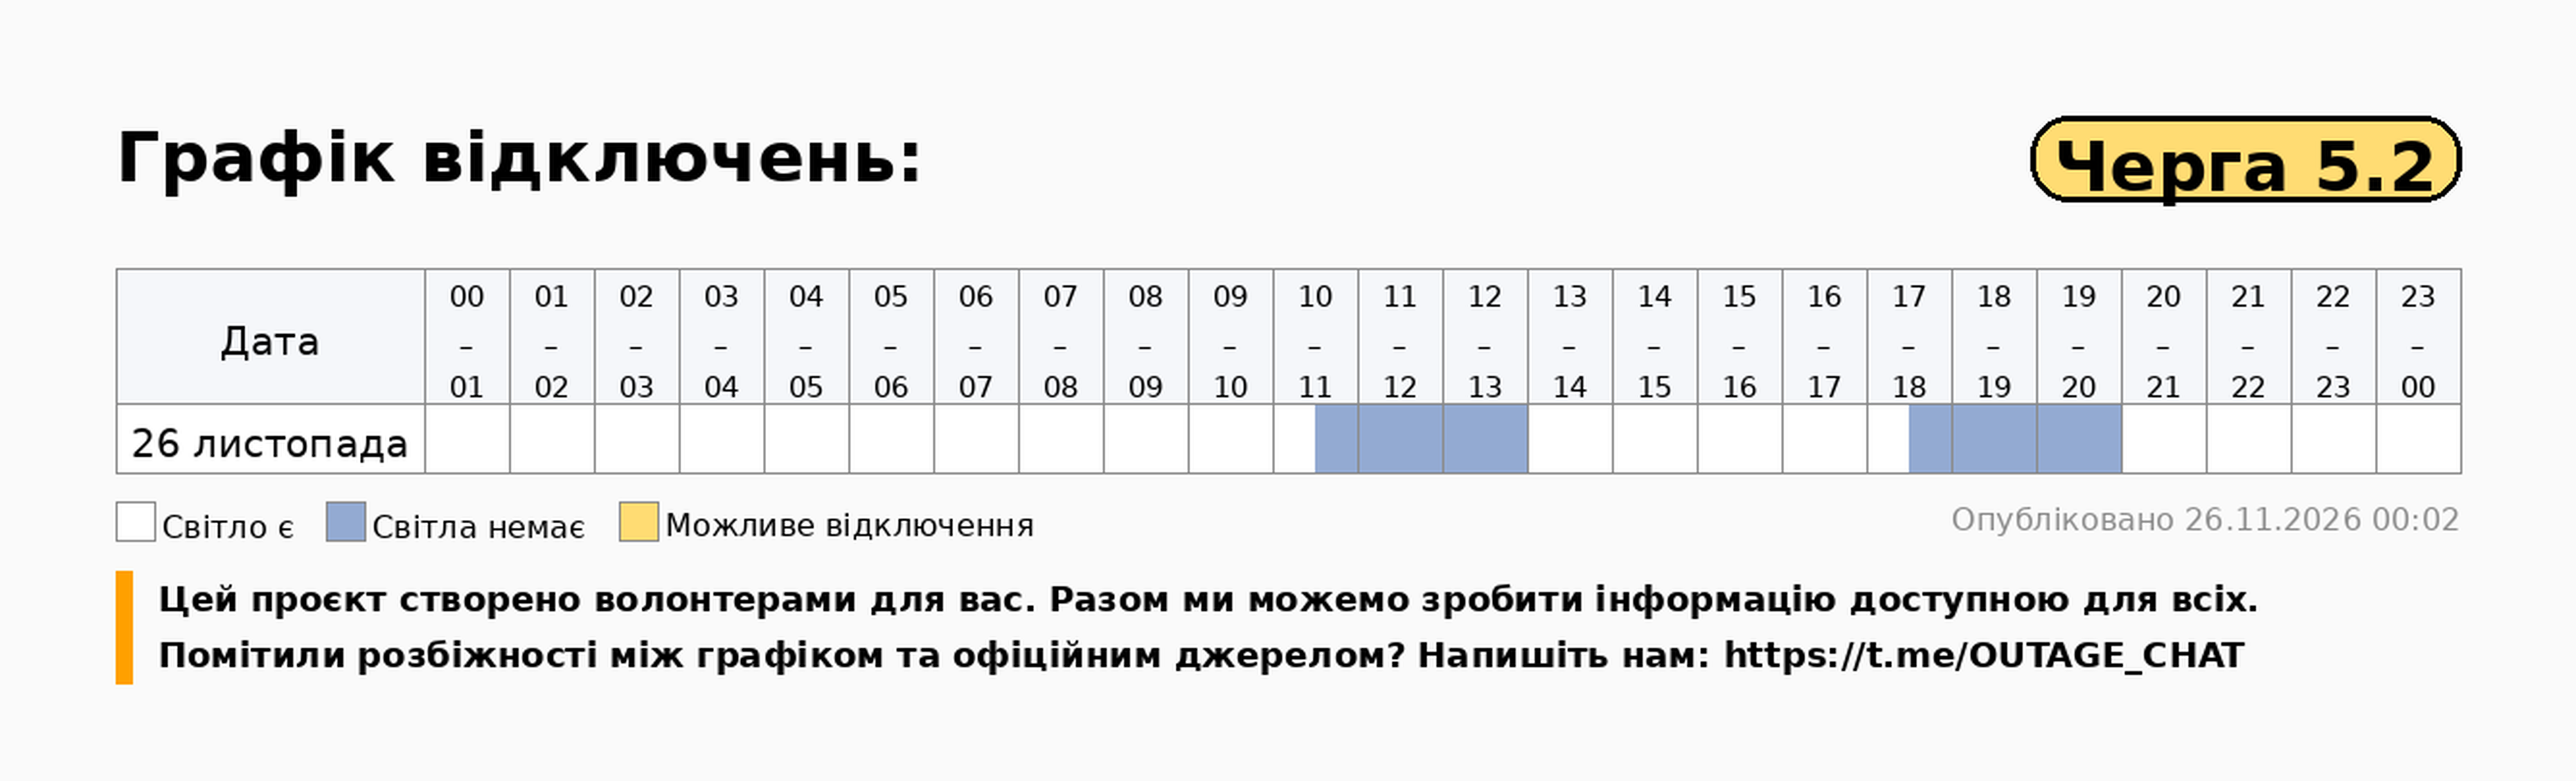 Графік відключень:
Черга 5.2
Дата
00 – 01
01 – 02
02 – 03
03 – 04
04 – 05
05 – 06
06 – 07
07 – 08
08 – 09
09 – 10
10 – 11
11 – 12
12 – 13
13 – 14
14 – 15
15 – 16
16 – 17
17 – 18
18 – 19
19 – 20
20 – 21
21 – 22
22 – 23
23 – 00
26 листопада
Світло є
Світла немає
Можливе відключення
Опубліковано 26.11.2026 00:02
Цей проєкт створено волонтерами для вас. Разом ми можемо зробити інформацію доступною для всіх.
Помітили розбіжності між графіком та офіційним джерелом? Напишіть нам: https://t.me/OUTAGE_CHAT